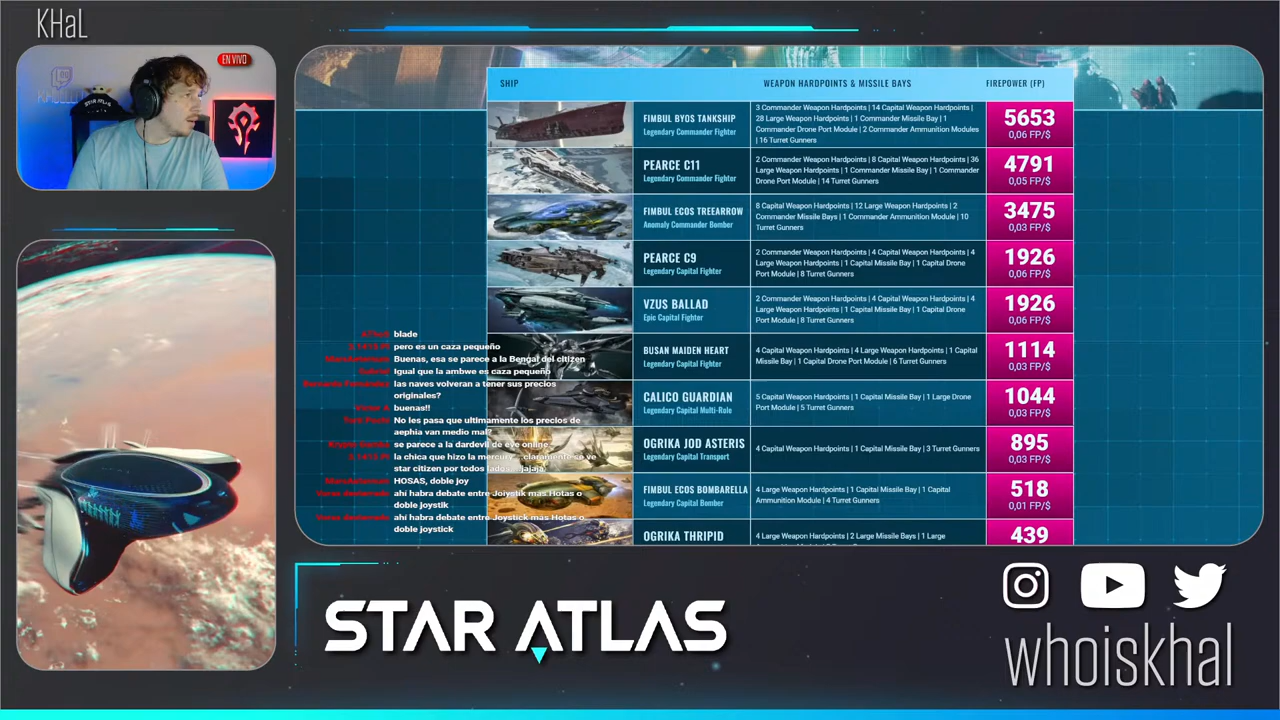 KHaL
EN VIVO
STAR ATLAS
SHIP
WEAPON HARDPOINTS & MISSILE BAYS
FIREPOWER (FP)
FIMBUL BYOS TANKSHIP
Legendary Commander Fighter
3 Commander Weapon Hardpoints | 14 Capital Weapon Hardpoints |
28 Large Weapon Hardpoints | 1 Commander Missile Bay | 1
Commander Drone Port Module | 2 Commander Ammunition Modules
| 16 Turret Gunners
5653
0,06 FP/$
PEARCE C11
Legendary Commander Fighter
2 Commander Weapon Hardpoints | 8 Capital Weapon Hardpoints | 36
Large Weapon Hardpoints | 1 Commander Missile Bay | 1 Commander
Drone Port Module | 14 Turret Gunners
4791
0,05 FP/$
FIMBUL ECOS TREEARROW
Anomaly Commander Bomber
8 Capital Weapon Hardpoints | 12 Large Weapon Hardpoints | 2
Commander Missile Bays | 1 Commander Ammunition Module | 10
Turret Gunners
3475
0,03 FP/$
PEARCE C9
Legendary Capital Fighter
2 Commander Weapon Hardpoints | 4 Capital Weapon Hardpoints | 4
Large Weapon Hardpoints | 1 Capital Missile Bay | 1 Capital Drone
Port Module | 8 Turret Gunners
1926
0,06 FP/$
VZUS BALLAD
Epic Capital Fighter
2 Commander Weapon Hardpoints | 4 Capital Weapon Hardpoints | 4
Large Weapon Hardpoints | 1 Capital Missile Bay | 1 Capital Drone
Port Module | 8 Turret Gunners
1926
0,06 FP/$
BUSAN MAIDEN HEART
Legendary Capital Fighter
4 Capital Weapon Hardpoints | 4 Large Weapon Hardpoints | 1 Capital
Missile Bay | 1 Capital Drone Port Module | 6 Turret Gunners
1114
0,03 FP/$
CALICO GUARDIAN
Legendary Capital Multi-Role
5 Capital Weapon Hardpoints | 1 Capital Missile Bay | 1 Large Drone
Port Module | 5 Turret Gunners
1044
0,03 FP/$
OGRIKA JOD ASTERIS
Legendary Capital Transport
4 Capital Weapon Hardpoints | 1 Capital Missile Bay | 3 Turret Gunners
895
0,03 FP/$
FIMBUL ECOS BOMBARELLA
Legendary Capital Bomber
4 Large Weapon Hardpoints | 1 Capital Missile Bay | 1 Capital
Ammunition Module | 4 Turret Gunners
518
0,01 FP/$
OGRIKA THRIPID
4 Large Weapon Hardpoints | 2 Large Missile Bays | 1 Large
439
blade
pero es un caza pequeño
Buenas, esa se parece a la Bengal del citizen
Igual que la ambwe es caza pequeño
las naves volveran a tener sus precios
originales?
buenas!!
No les pasa que ultimamente los precios de
aephia van medio mal?
se parece a la dardevil de eve online
la chica que hizo la mercury... claramente se ve
star citizen por todos lados jajajaj
HOSAS, doble joy
ahí habra debate entre Joiystik mas Hotas o
doble joystik
ahí habra debate entre Joystick mas Hotas o
doble joystick
STAR ATLAS
whoiskhal